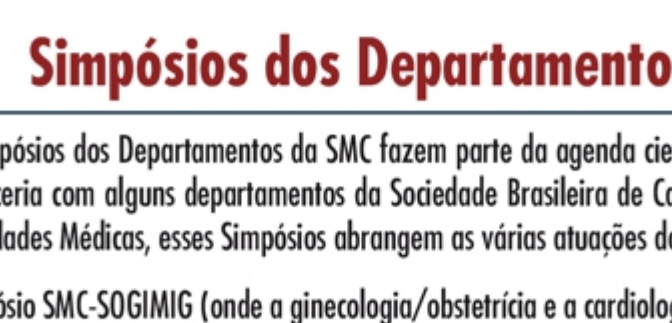 Simpósios dos Departamento
pósios dos Departamentos da SMC fazem parte da agenda cie
ceria com alguns departamentos da Sociedade Brasileira de Ca
dades Médicas, esses Simpósios abrangem as várias atuações d
ósio SMC-SOGIMIG (onde a ginecologia/obstetrícia e a cardiolog